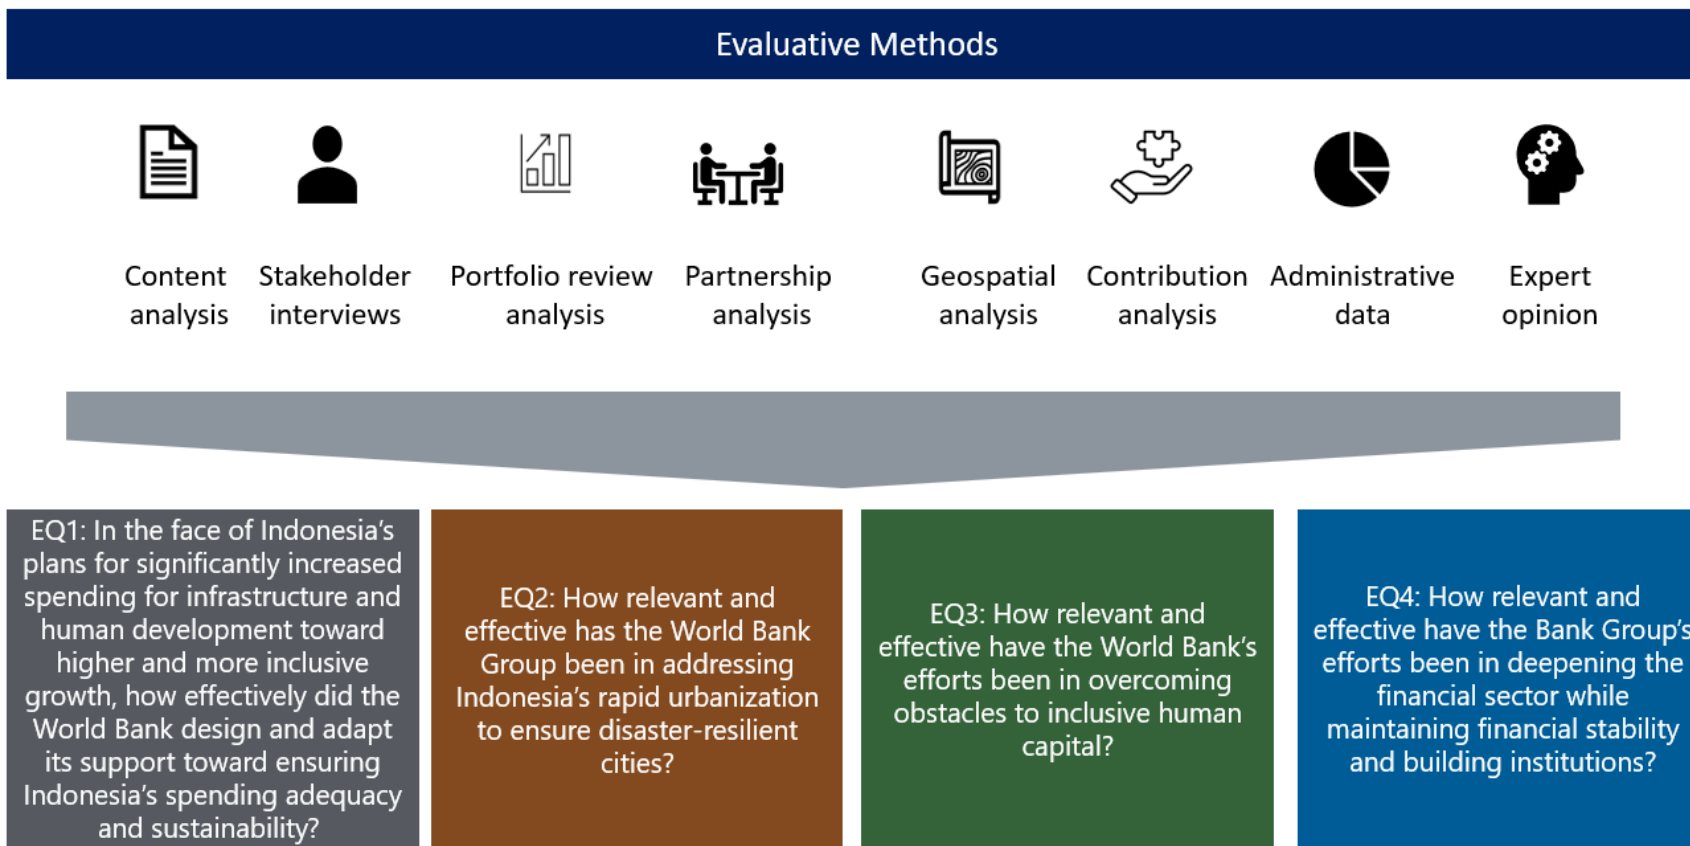 Evaluative Methods
Content
analysis
Stakeholder
interviews
Portfolio review
analysis
Partnership
analysis
Geospatial
analysis
Contribution
analysis
Administrative
data
Expert
opinion
EQ1: In the face of Indonesia's
plans for significantly increased
spending for infrastructure and
human development toward
higher and more inclusive
growth, how effectively did the
World Bank design and adapt
its support toward ensuring
Indonesia's spending adequacy
and sustainability?
EQ2: How relevant and
effective has the World Bank
Group been in addressing
Indonesia's rapid urbanization
to ensure disaster-resilient
cities?
EQ3: How relevant and
effective have the World Bank's
efforts been in overcoming
obstacles to inclusive human
capital?
EQ4: How relevant and
effective have the Bank Group's
efforts been in deepening the
financial sector while
maintaining financial stability
and building institutions?